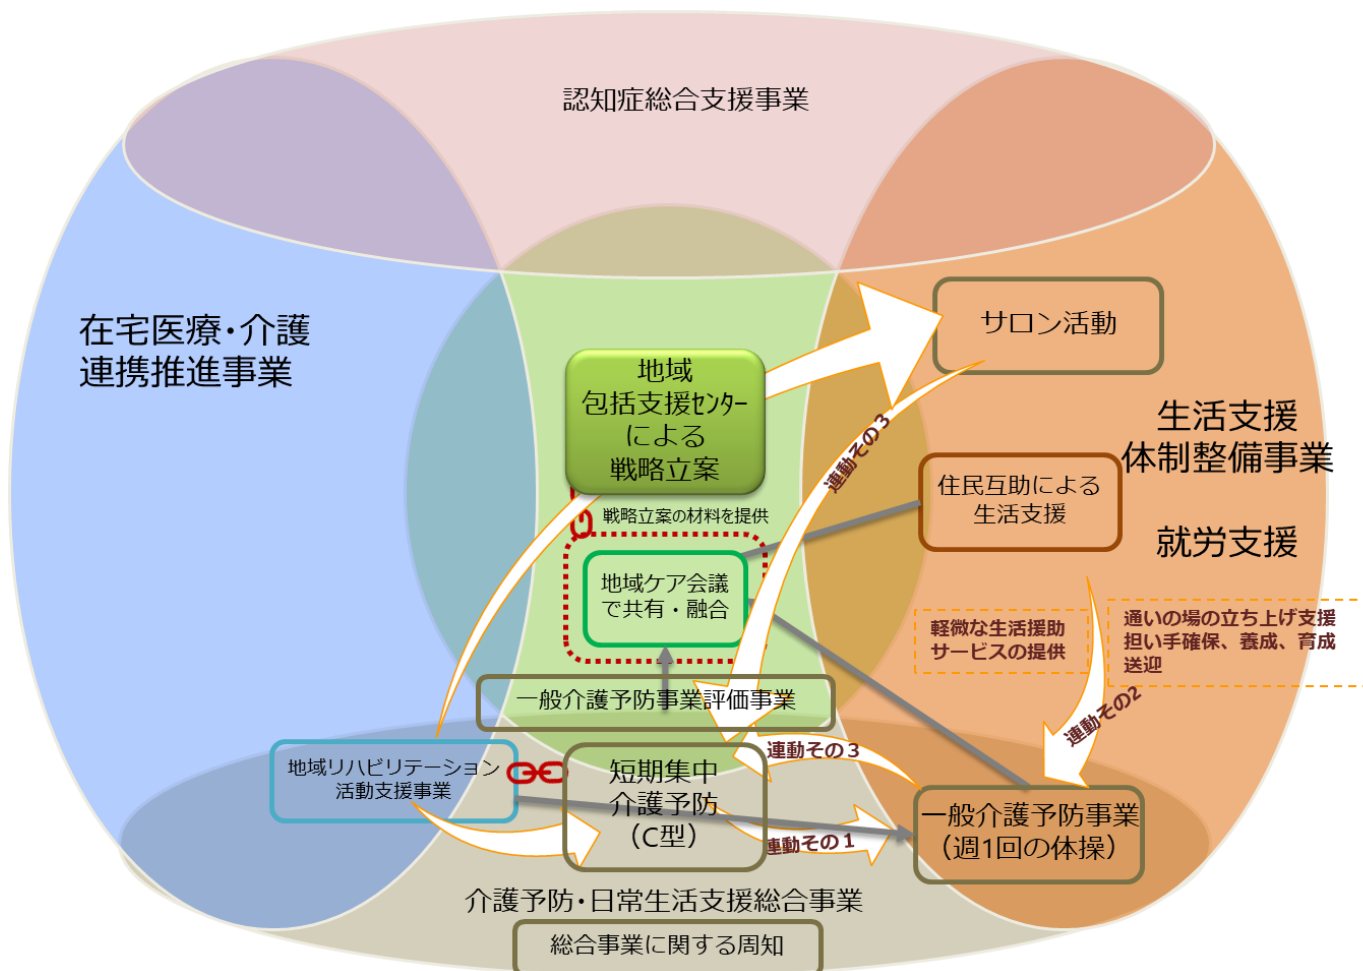 認知症総合支援事業
在宅医療・介護
連携推進事業
サロン活動
地域
包括支援ｾﾝﾀｰ
による
戦略立案
連動その３
生活支援
体制整備事業
就労支援
住民互助による
生活支援
戦略立案の材料を提供
地域ケア会議
で共有・融合
軽微な生活援助
サービスの提供
通いの場の立ち上げ支援
担い手確保、養成、育成
送迎
一般介護予防事業評価事業
連動その2
地域リハビリテーション
活動支援事業
短期集中
介護予防
（C型）
連動その３
連動その１
一般介護予防事業
（週1回の体操）
介護予防・日常生活支援総合事業
総合事業に関する周知